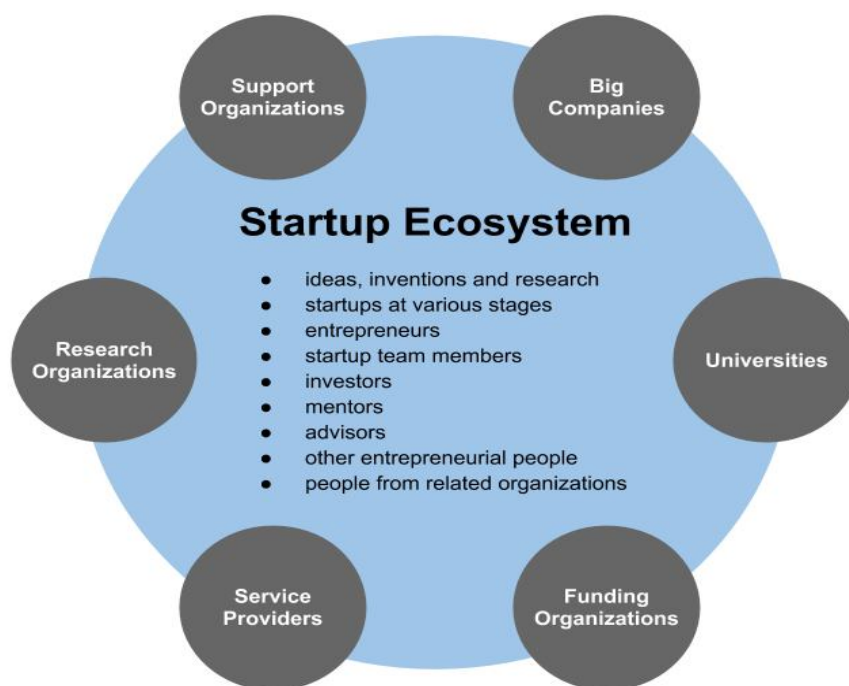 Support
Organizations
Big
Companies
Startup Ecosystem
● ideas, inventions and research
● startups at various stages
● entrepreneurs
● startup team members
● investors
● mentors
● advisors
● other entrepreneurial people
● people from related organizations
Research
Organizations
Universities
Service
Providers
Funding
Organizations